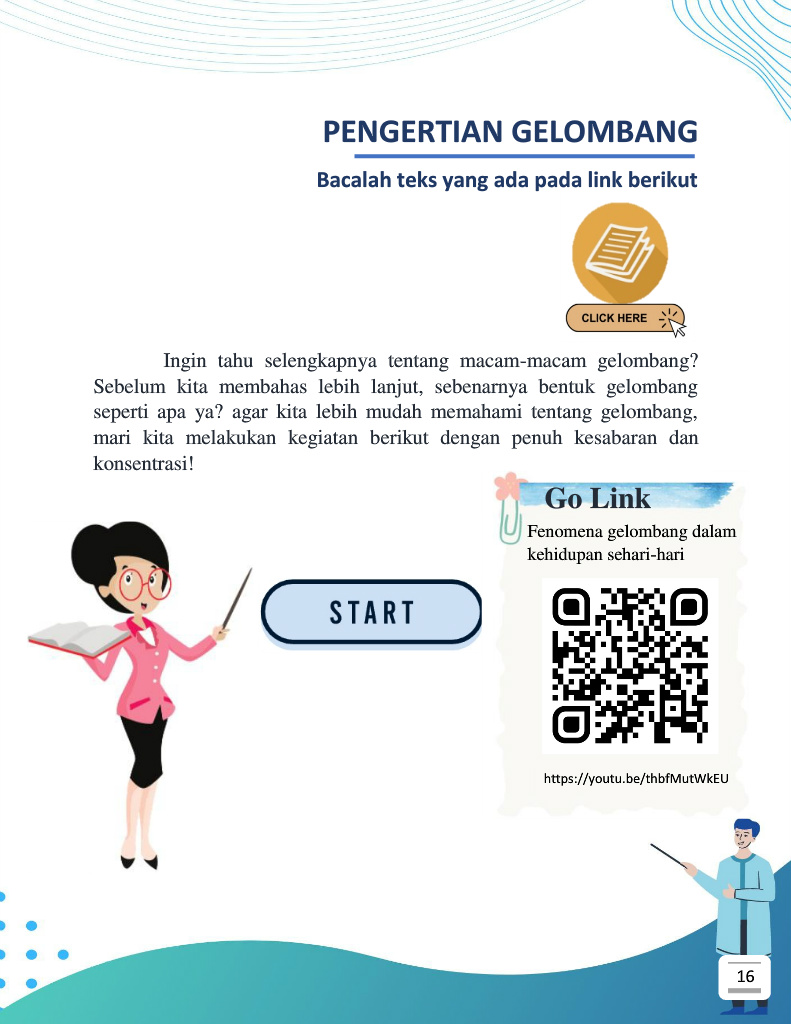 PENGERTIAN GELOMBANG
Bacalah teks yang ada pada link berikut
CLICK HERE
Ingin tahu selengkapnya tentang macam-macam gelombang?
Sebelum kita membahas lebih lanjut, sebenarnya bentuk gelombang
seperti apa ya? agar kita lebih mudah memahami tentang gelombang,
mari kita melakukan kegiatan berikut dengan penuh kesabaran dan
konsentrasi!
Go Link
Fenomena gelombang dalam
kehidupan sehari-hari
START
https://youtu.be/thbfMutWkEU
16